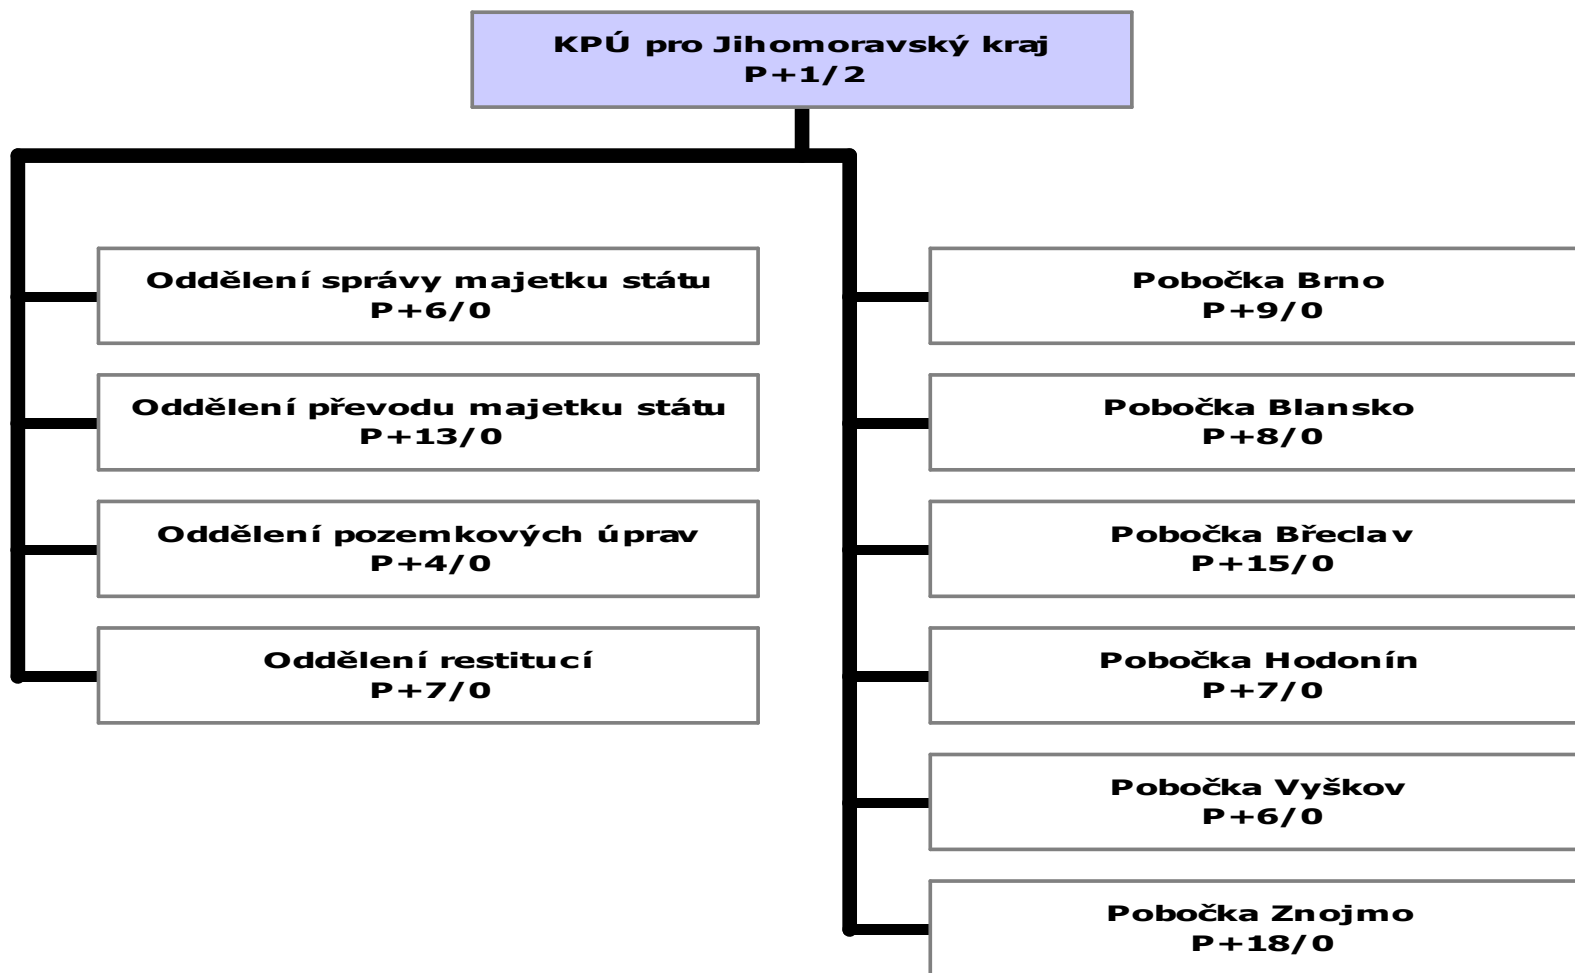 KPÚ pro Jihomoravský kraj
P+1/2
Oddělení správy majetku státu
P+6/0
Oddělení převodu majetku státu
P+13/0
Oddělení pozemkových úprav
P+4/0
Oddělení restitucí
P+7/0
Pobočka Brno
P+9/0
Pobočka Blansko
P+8/0
Pobočka Břeclav
P+15/0
Pobočka Hodonín
P+7/0
Pobočka Vyškov
P+6/0
Pobočka Znojmo
P+18/0